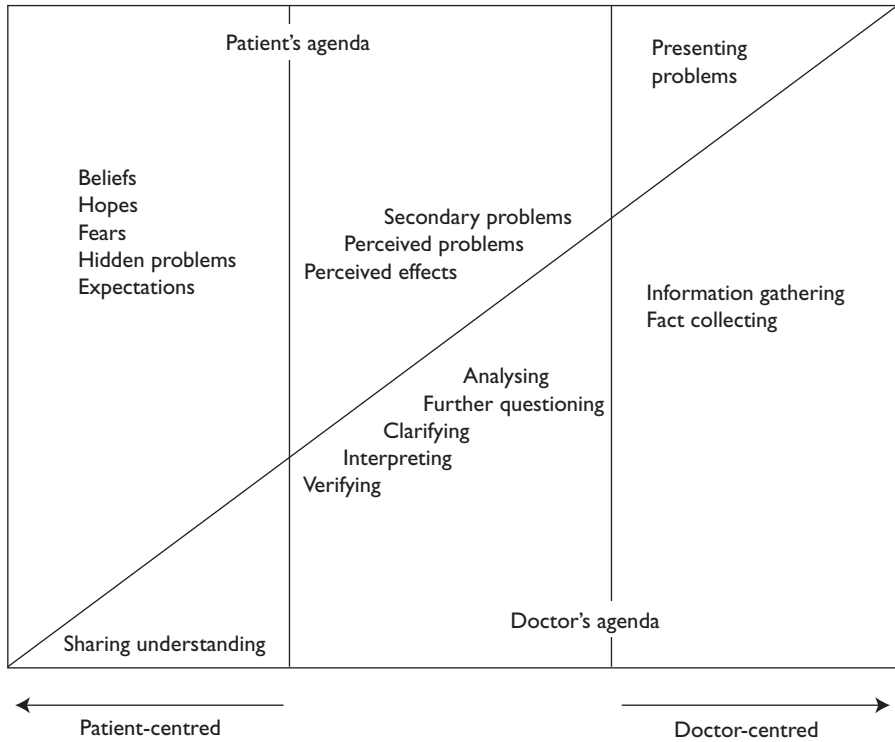 Patient’s agenda
Presenting
problems
Beliefs
Hopes
Fears
Hidden problems
Expectations
Secondary problems
Perceived problems
Perceived effects
Information gathering
Fact collecting
Analysing
Further questioning
Clarifying
Interpreting
Verifying
Sharing understanding
Doctor’s agenda
Patient-centred
Doctor-centred